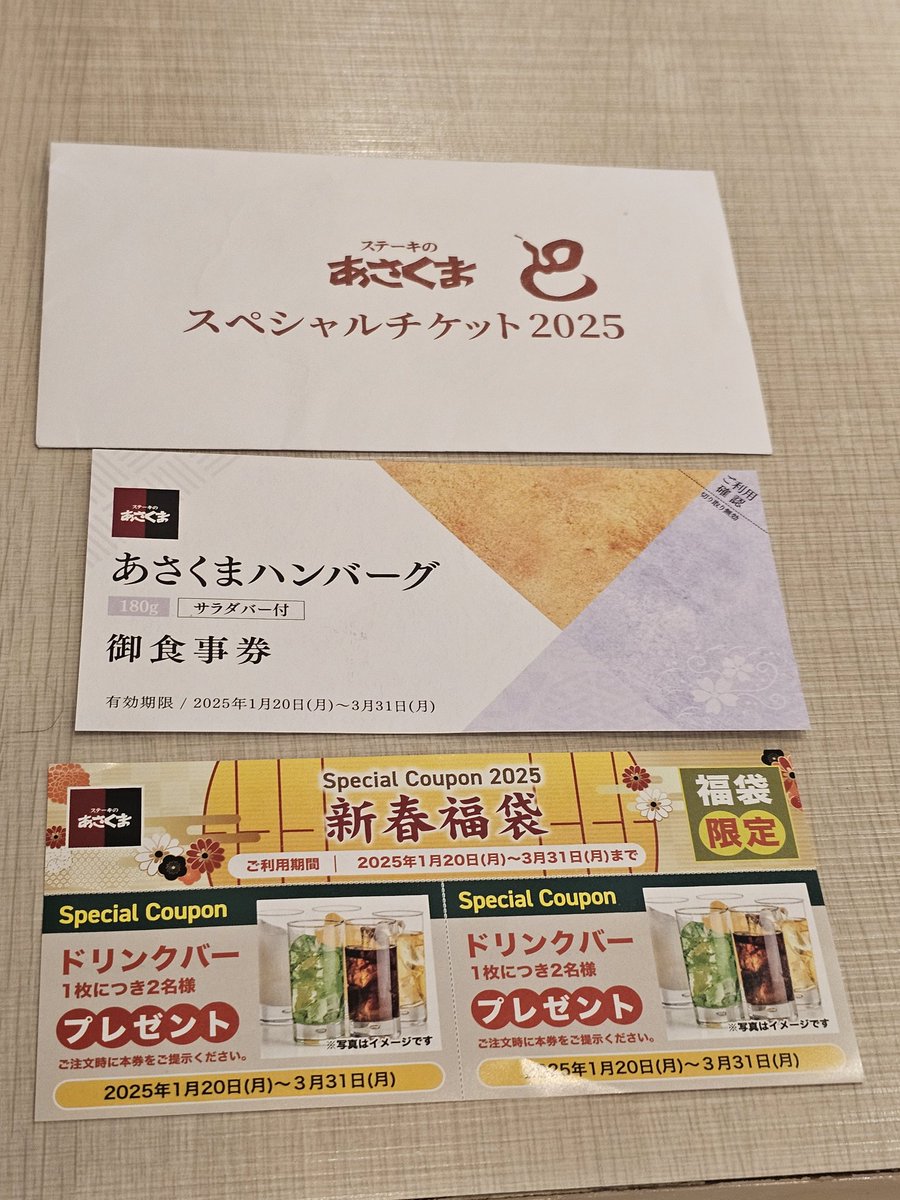 ステーキの
あさくま
スペシャルチケット2025
ステーキの
あさくま
ご利用
確認
切り取り無効
あさくまハンバーグ
180g サラダバー付
御食事券
有効期限 / 2025年1月20日(月)～3月31日(月)
Special Coupon 2025
ステーキの
あさくま
新春福袋
福袋
限定
ご利用期間 | 2025年1月20日(月)～3月31日(月)まで
Special Coupon
ドリンクバー
1枚につき2名様
プレゼント
※写真はイメージです
ご注文時に本券をご提示ください。
2025年1月20日(月)～3月31日(月)
Special Coupon
ドリンクバー
1枚につき2名様
プレゼント
※写真はイメージです
ご注文時に本券をご提示ください。
2025年1月20日(月)～3月31日(月)